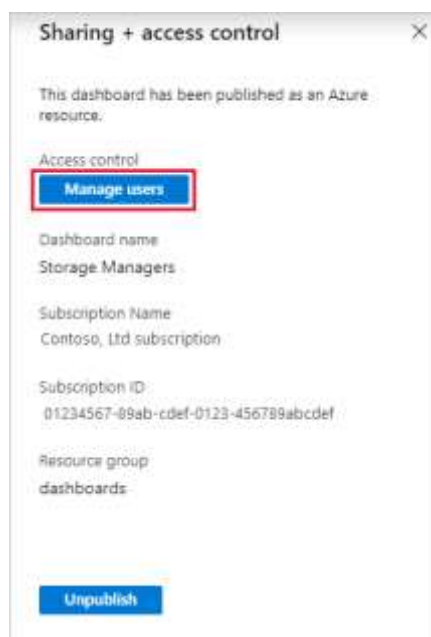 Sharing + access control
This dashboard has been published as an Azure
resource.
Access control
Manage users
Dashboard name
Storage Managers
Subscription Name
Contoso, Ltd subscription
Subscription ID
01234567-89ab-cdef-0123-456789abcdef
Resource group
dashboards
Unpublish